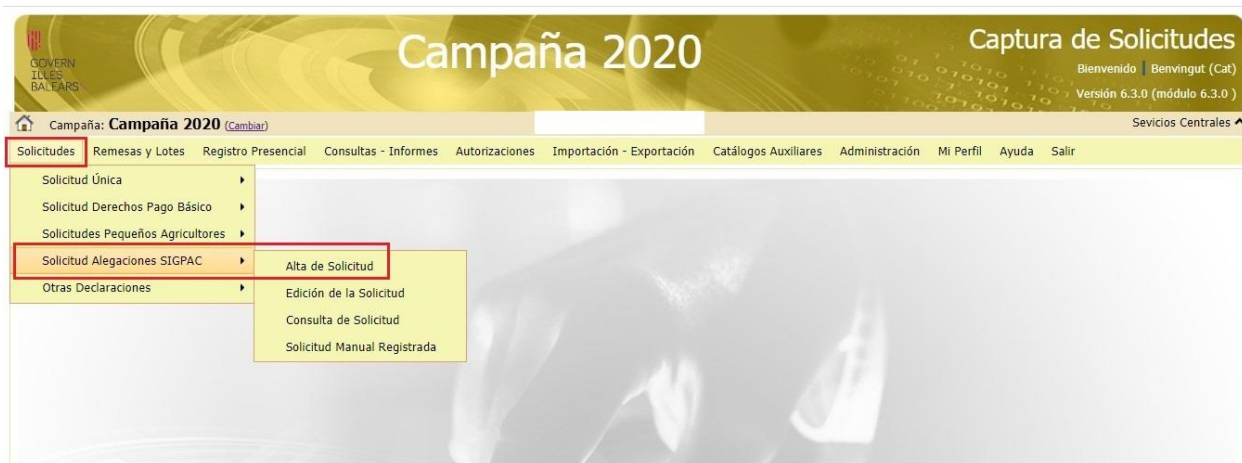 GOVERN
ILLES
BALEARS
Campaña 2020
Captura de Solicitudes
Bienvenido | Benvingut (Cat)
Versión 6.3.0 (módulo 6.3.0 )
Campaña: Campaña 2020 (Cambiar)
Sevicios Centrales
Solicitudes Remesas y Lotes Registro Presencial Consultas - Informes Autorizaciones Importación - Exportación Catálogos Auxiliares Administración Mi Perfil Ayuda Salir
Solicitud Única
Solicitud Derechos Pago Básico
Solicitudes Pequeños Agricultores
Solicitud Alegaciones SIGPAC
Otras Declaraciones
Alta de Solicitud
Edición de la Solicitud
Consulta de Solicitud
Solicitud Manual Registrada